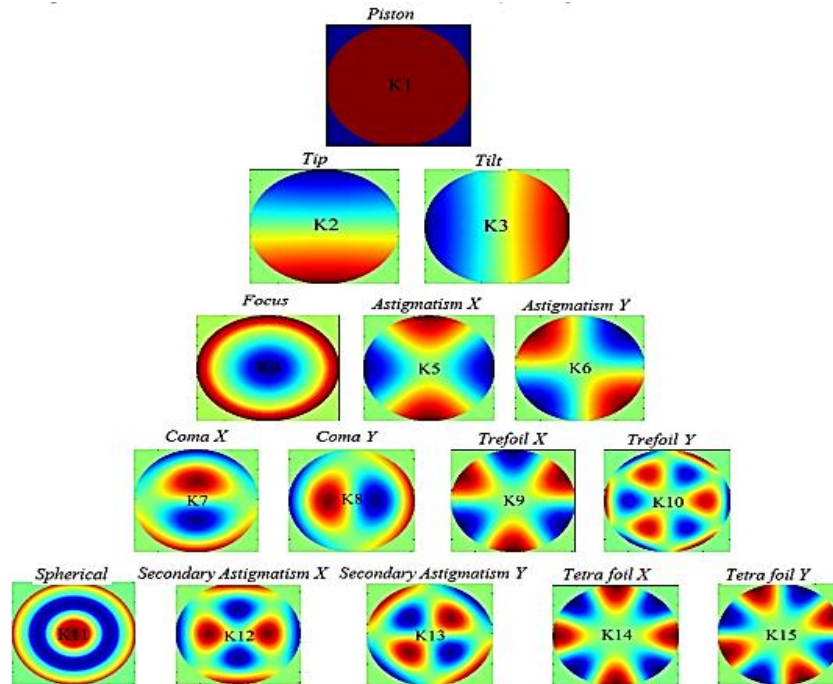 Piston
K1
Tip Tilt
K2 K3
Focus Astigmatism X Astigmatism Y
K5 K6
Coma X Coma Y Trefoil X Trefoil Y
K7 K8 K9 K10
Spherical Secondary Astigmatism X Secondary Astigmatism Y Tetra foil X Tetra foil Y
K11 K12 K13 K14 K15